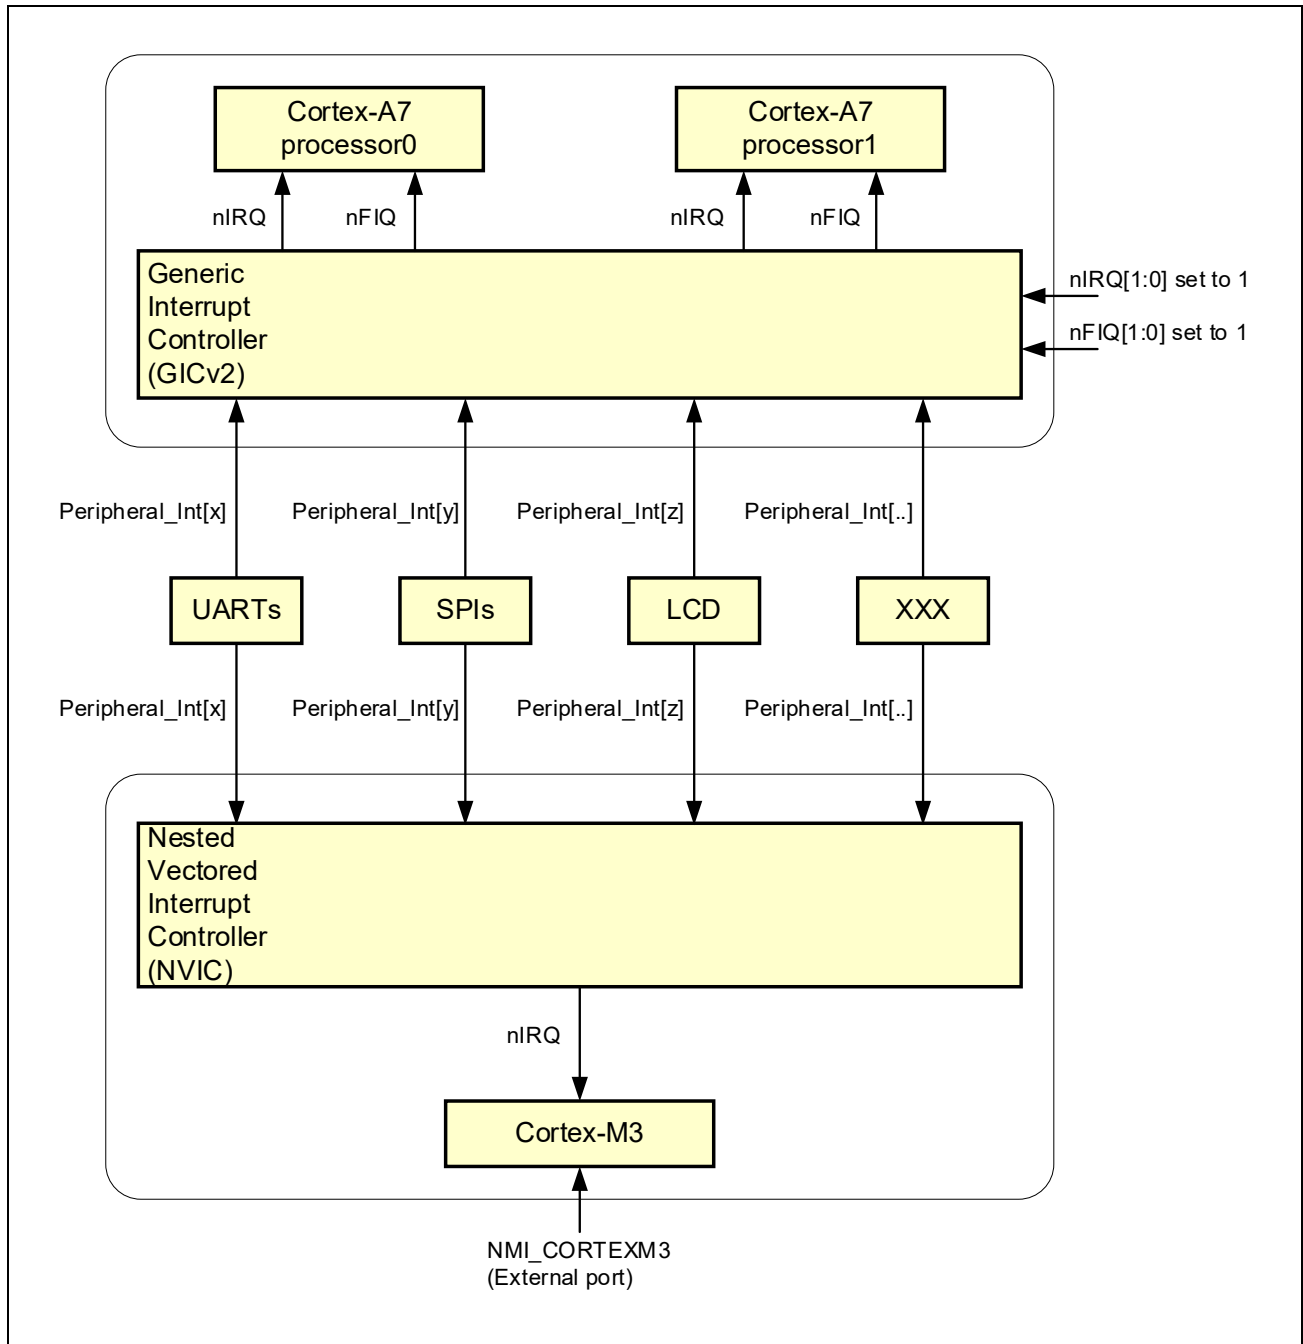 Cortex-A7
processor0
Cortex-A7
processor1
nIRQ
nFIQ
nIRQ
nFIQ
Generic
Interrupt
Controller
(GICv2)
nIRQ[1:0] set to 1
nFIQ[1:0] set to 1
Peripheral_Int[x]
Peripheral_Int[y]
Peripheral_Int[z]
Peripheral_Int[..]
UARTs
SPIs
LCD
XXX
Peripheral_Int[x]
Peripheral_Int[y]
Peripheral_Int[z]
Peripheral_Int[..]
Nested
Vectored
Interrupt
Controller
(NVIC)
nIRQ
Cortex-M3
NMI_CORTEXM3
(External port)